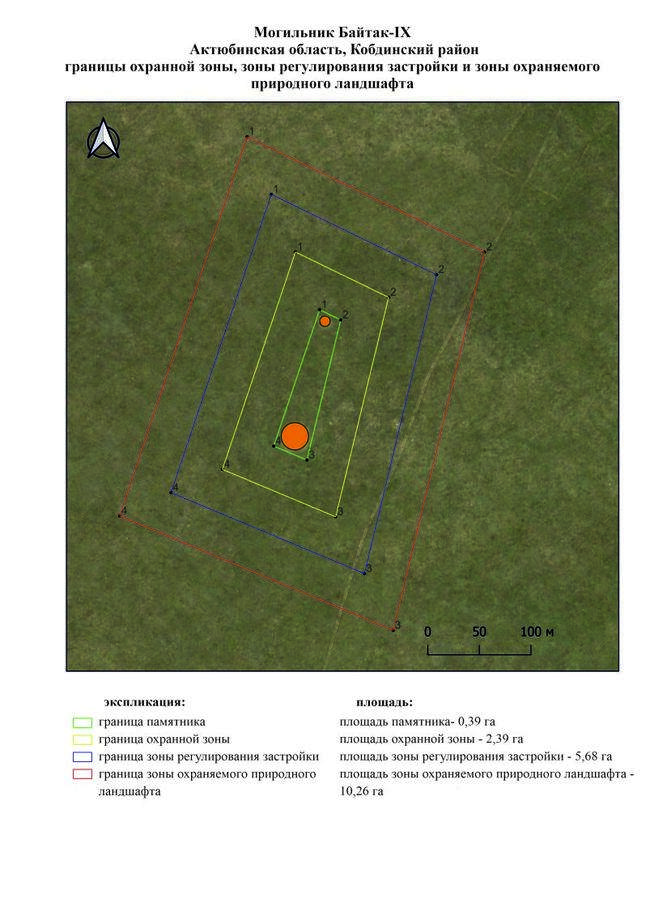 Могильник Байтак-IX
Актюбинская область, Кобдинский район
границы охранной зоны, зоны регулирования застройки и зоны охраняемого
природного ландшафта
1
2
1
2
1
2
1
2
4
3
4
3
4
3
4
3
0 50 100 м
экспликация: площадь:
граница памятника площадь памятника- 0,39 га
граница охранной зоны площадь охранной зоны - 2,39 га
граница зоны регулирования застройки площадь зоны регулирования застройки - 5,68 га
граница зоны охраняемого природного площадь зоны охраняемого природного ландшафта -
ландшафта 10,26 га